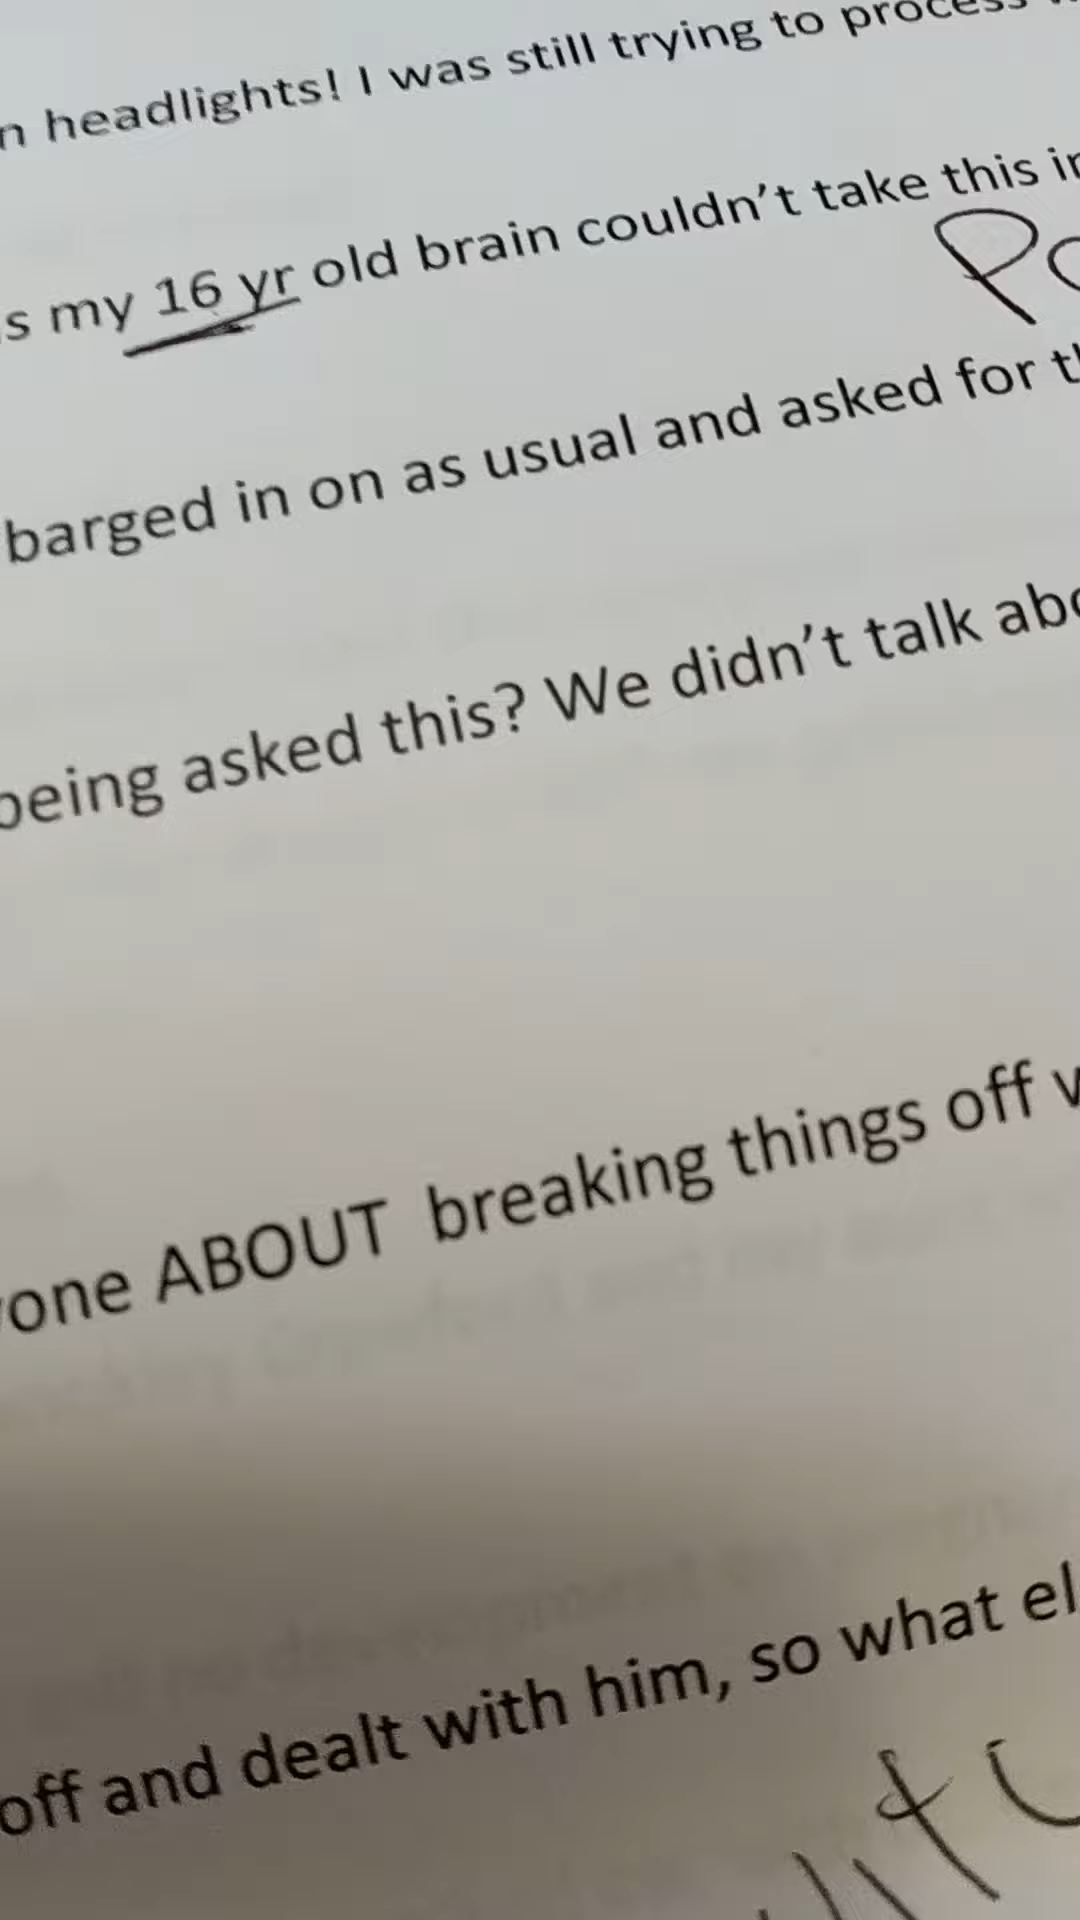 headlights! I was still trying to process
my 16 yr old brain couldn't take this
barged in on as usual and asked for
being asked this? We didn't talk
ABOUT breaking things off
off and dealt with him, so what